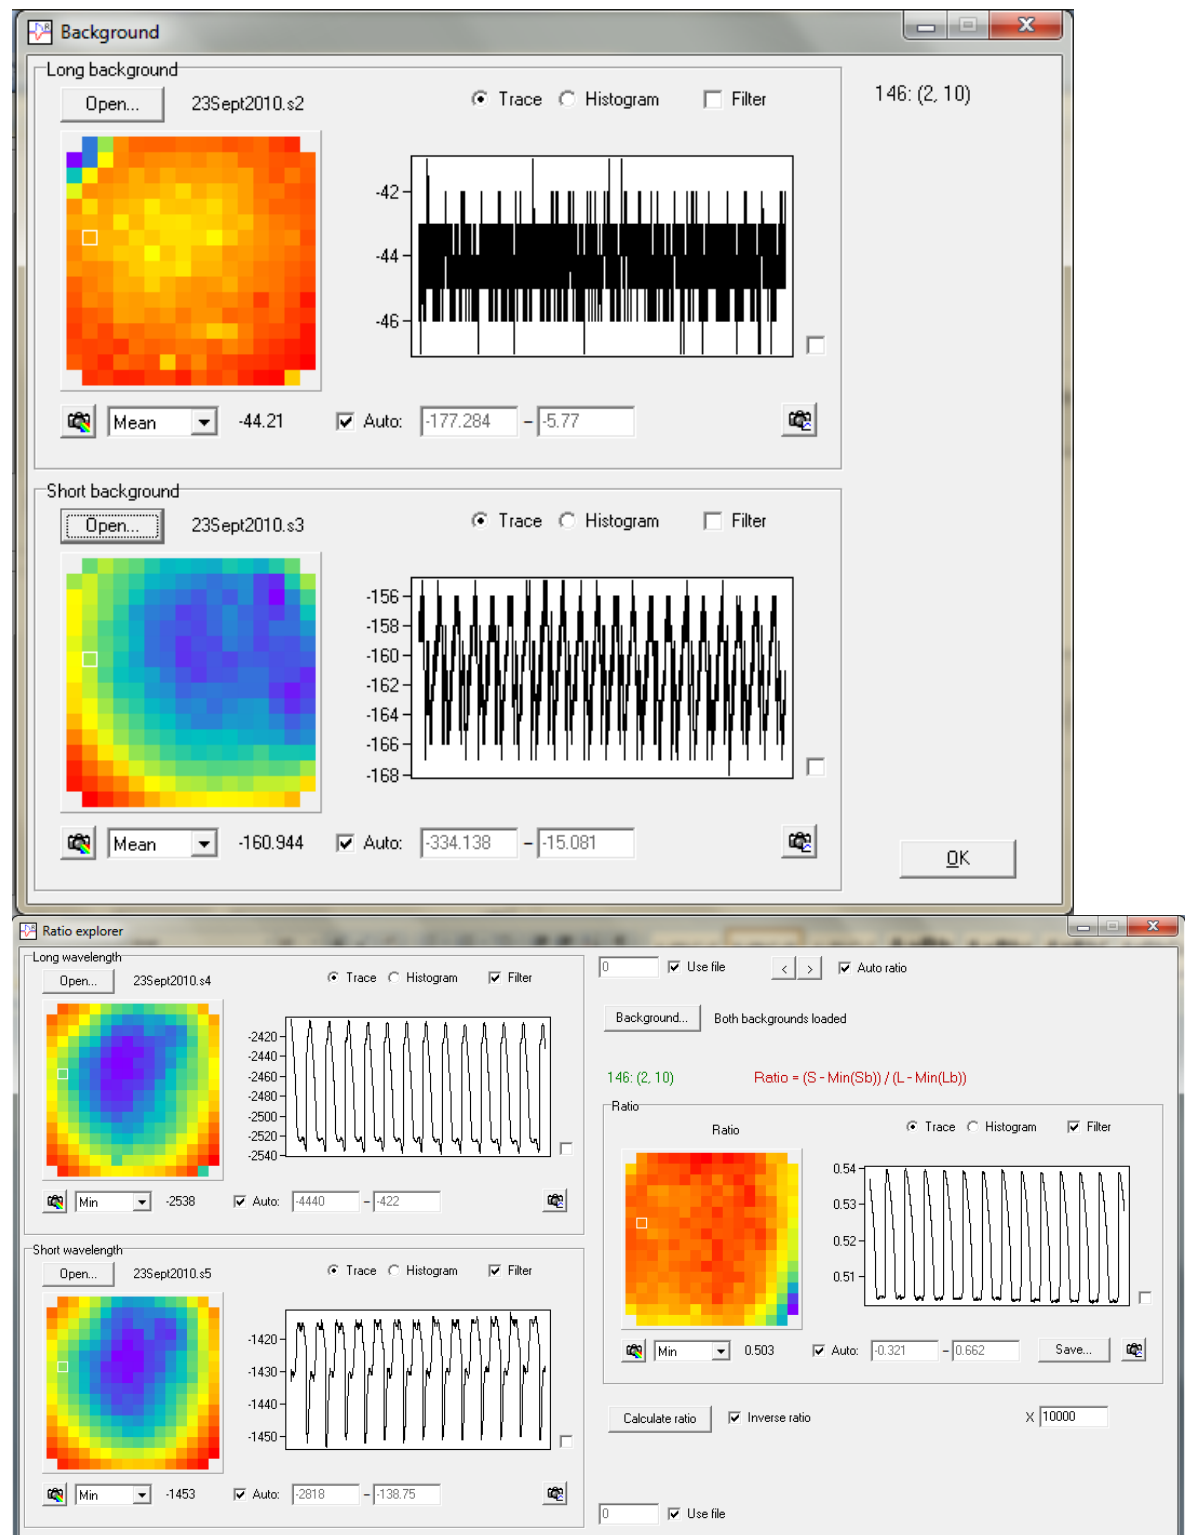 Background
Long background
Open... 23Sept2010.s2 Trace Histogram Filter 146: (2, 10)
-42
-44
-46
Mean -44.21 Auto: -177.284 - -5.77
Short background
Open... 23Sept2010.s3 Trace Histogram Filter
-156
-158
-160
-162
-164
-166
-168
Mean -160.944 Auto: -334.138 - -15.081
OK
Ratio explorer
Long wavelength
Open... 23Sept2010.s4 Trace Histogram Filter
-2420
-2440
-2460
-2480
-2500
-2520
-2540
Min -2538 Auto: -4440 - -422
Short wavelength
Open... 23Sept2010.s5 Trace Histogram Filter
-1420
-1430
-1440
-1450
Min -1453 Auto: -2818 - -138.75
0 Use file < > Auto ratio
Background... Both backgrounds loaded
146: (2, 10) Ratio = (S - Min(Sb)) / (L - Min(Lb))
Ratio
Ratio Trace Histogram Filter
0.54
0.53
0.52
0.51
Min 0.503 Auto: -0.321 - 0.662 Save...
Calculate ratio Inverse ratio X 10000
0 Use file